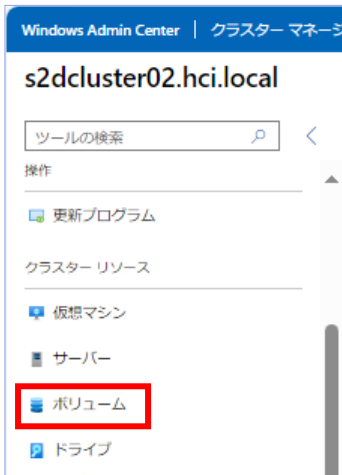 Windows Admin Center | クラスター マネージ
s2dcluster02.hci.local
ツールの検索
操作
更新プログラム
クラスター リソース
仮想マシン
サーバー
ボリューム
ドライブ